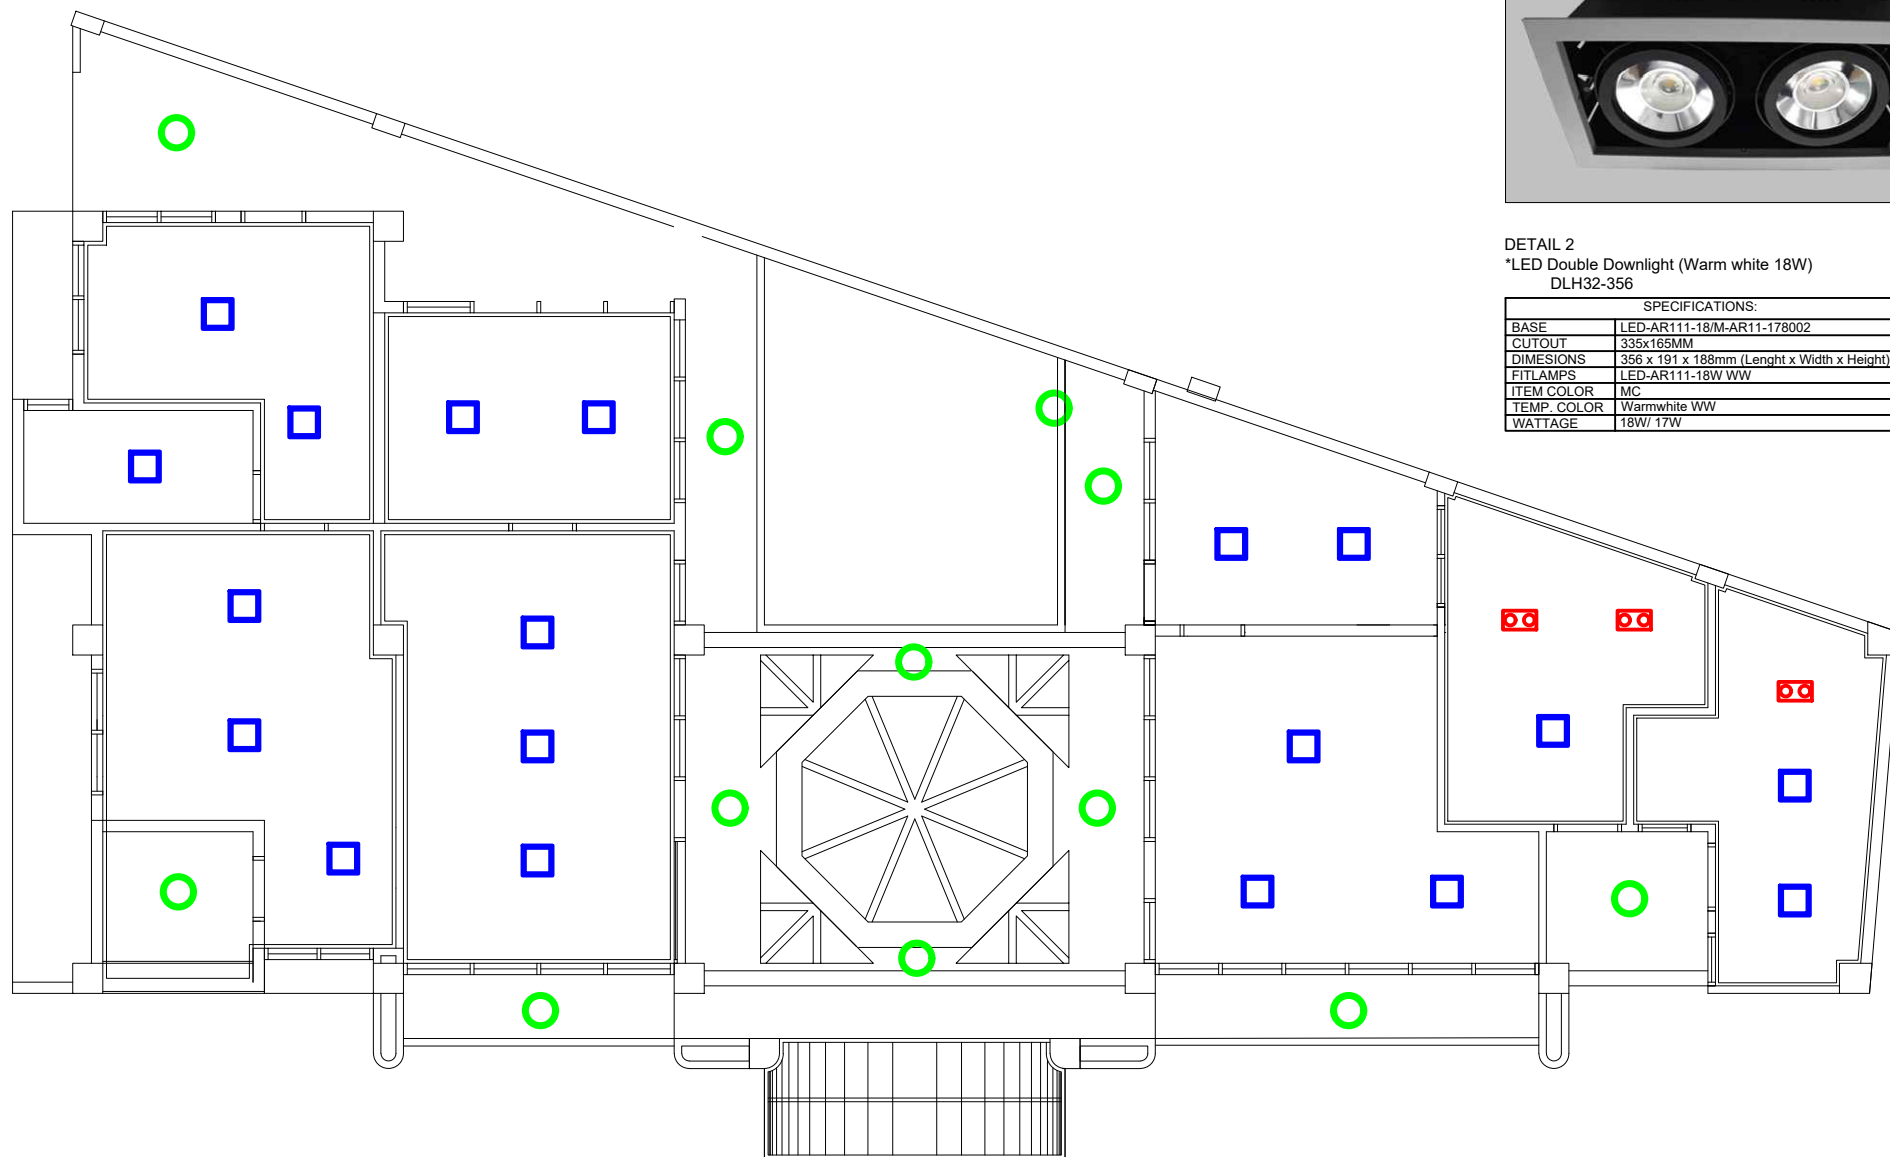 DETAIL 2
*LED Double Downlight (Warm white 18W)
DLH32-356
SPECIFICATIONS:
BASE LED-AR111-18/M-AR11-178002
CUTOUT 335x165MM
DIMESIONS 356 x 191 x 188mm (Lenght x Width x Height)
FITLAMPS LED-AR111-18W WW
ITEM COLOR MC
TEMP. COLOR Warmwhite WW
WATTAGE 18W/ 17W